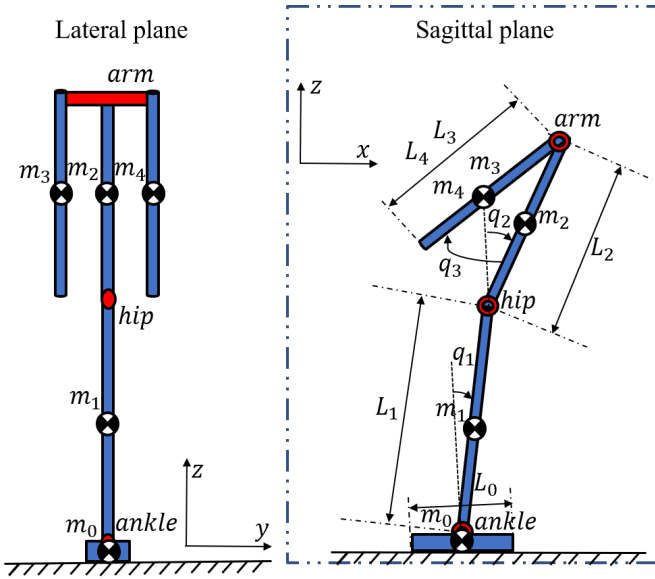 Lateral plane
arm
m₃ m₂ m₄
hip
m₁
z
m₀ ankle
y
Sagittal plane
z
x
arm
L₃
L₄
m₃
m₄
q₂
m₂
q₃
L₂
hip
q₁
L₁
m₁
L₀
m₀ ankle